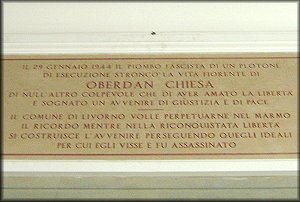 IL 29 GENNAIO 1944 IL PIOMBO FASCISTA DI UN PLOTONE
DI ESECUZIONE STRONCÒ LA VITA FIORENTE DI
OBERDAN CHIESA
DI NULL'ALTRO COLPEVOLE CHE DI AVER AMATO LA LIBERTÀ
E SOGNATO UN AVVENIRE DI GIUSTIZIA E DI PACE
IL COMUNE DI LIVORNO VOLLE PERPETUARNE NEL MARMO
IL RICORDO MENTRE NELLA RICONQUISTATA LIBERTÀ
SI COSTRUISCE L'AVVENIRE PERSEGUENDO QUEGLI IDEALI
PER CUI EGLI VISSE E FU ASSASSINATO